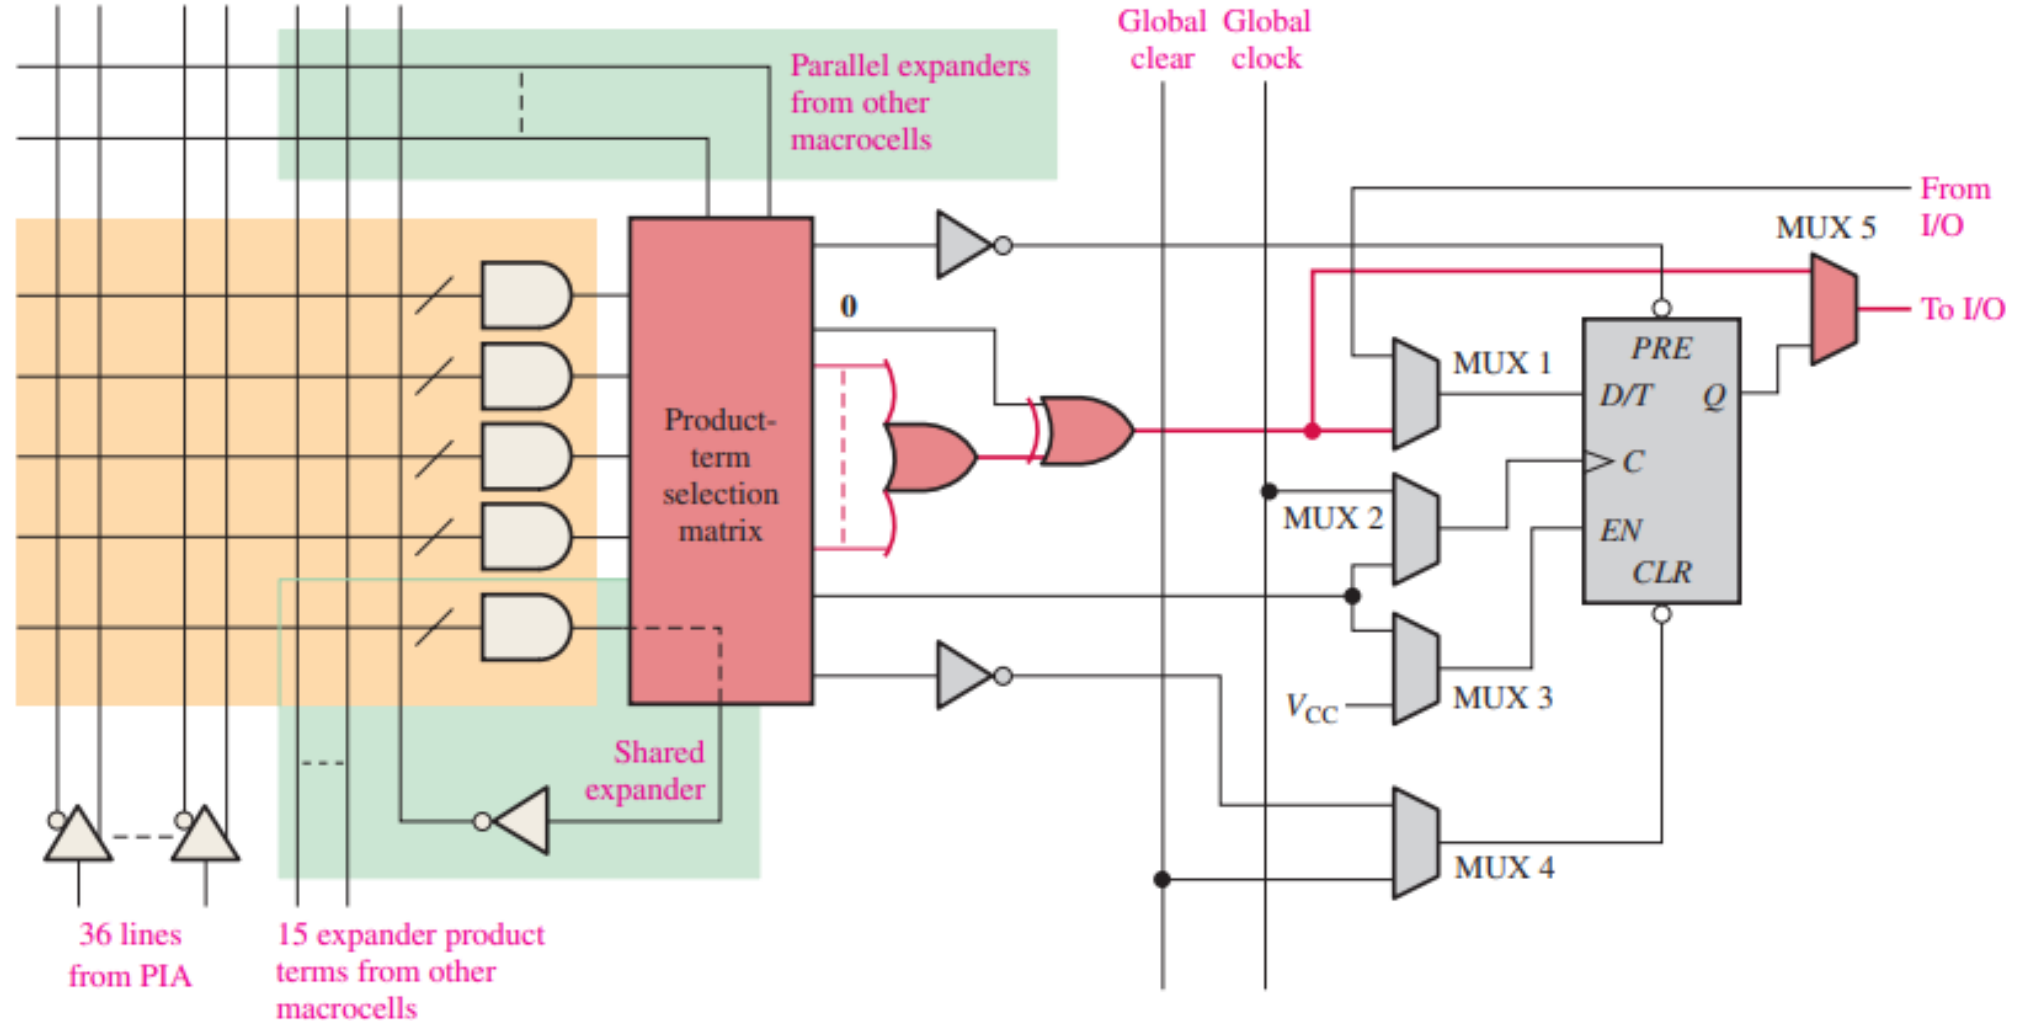 Global Global
clear clock
Parallel expanders
from other
macrocells
From
I/O
MUX 5
0
To I/O
PRE
MUX 1
D/T Q
Product-
term
selection
matrix
C
MUX 2
EN
CLR
MUX 3
VCC
Shared
expander
MUX 4
36 lines
from PIA
15 expander product
terms from other
macrocells